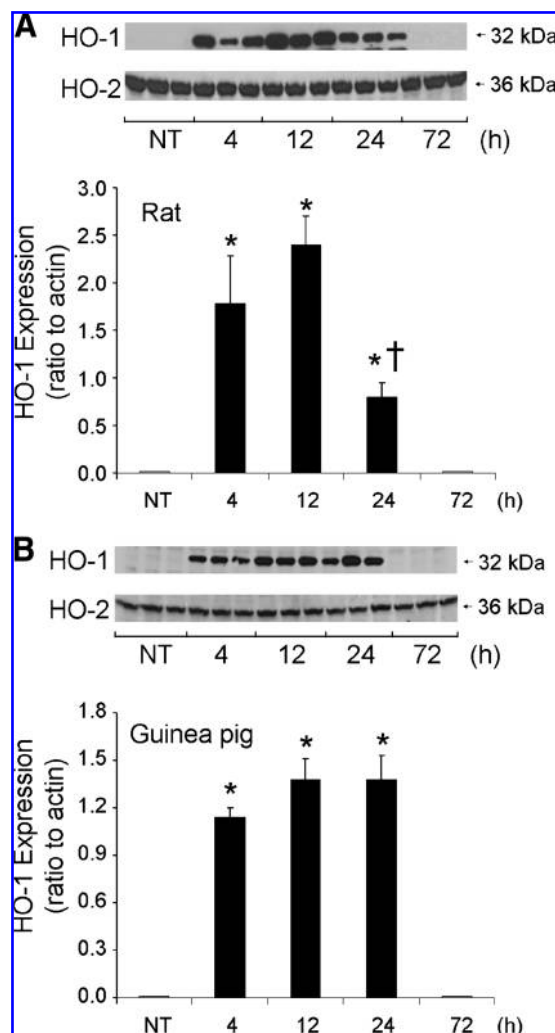 A
HO-1 ← 32 kDa
HO-2 ← 36 kDa
NT 4 12 24 72 (h)
Rat
HO-1 Expression
(ratio to actin)
3.0
2.5
2.0
1.5
1.0
0.5
0.0
* * *†
NT 4 12 24 72 (h)
B
HO-1 ← 32 kDa
HO-2 ← 36 kDa
NT 4 12 24 72 (h)
Guinea pig
HO-1 Expression
(ratio to actin)
1.8
1.5
1.2
0.9
0.6
0.3
0.0
* * *
NT 4 12 24 72 (h)